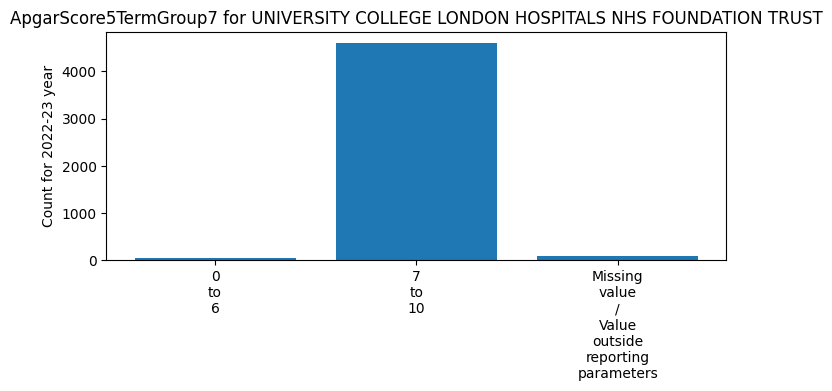 ApgarScore5TermGroup7 for UNIVERSITY COLLEGE LONDON HOSPITALS NHS FOUNDATION TRUST
Count for 2022-23 year
4000
3000
2000
1000
0
0
to
6
7
to
10
Missing
value
/
Value
outside
reporting
parameters